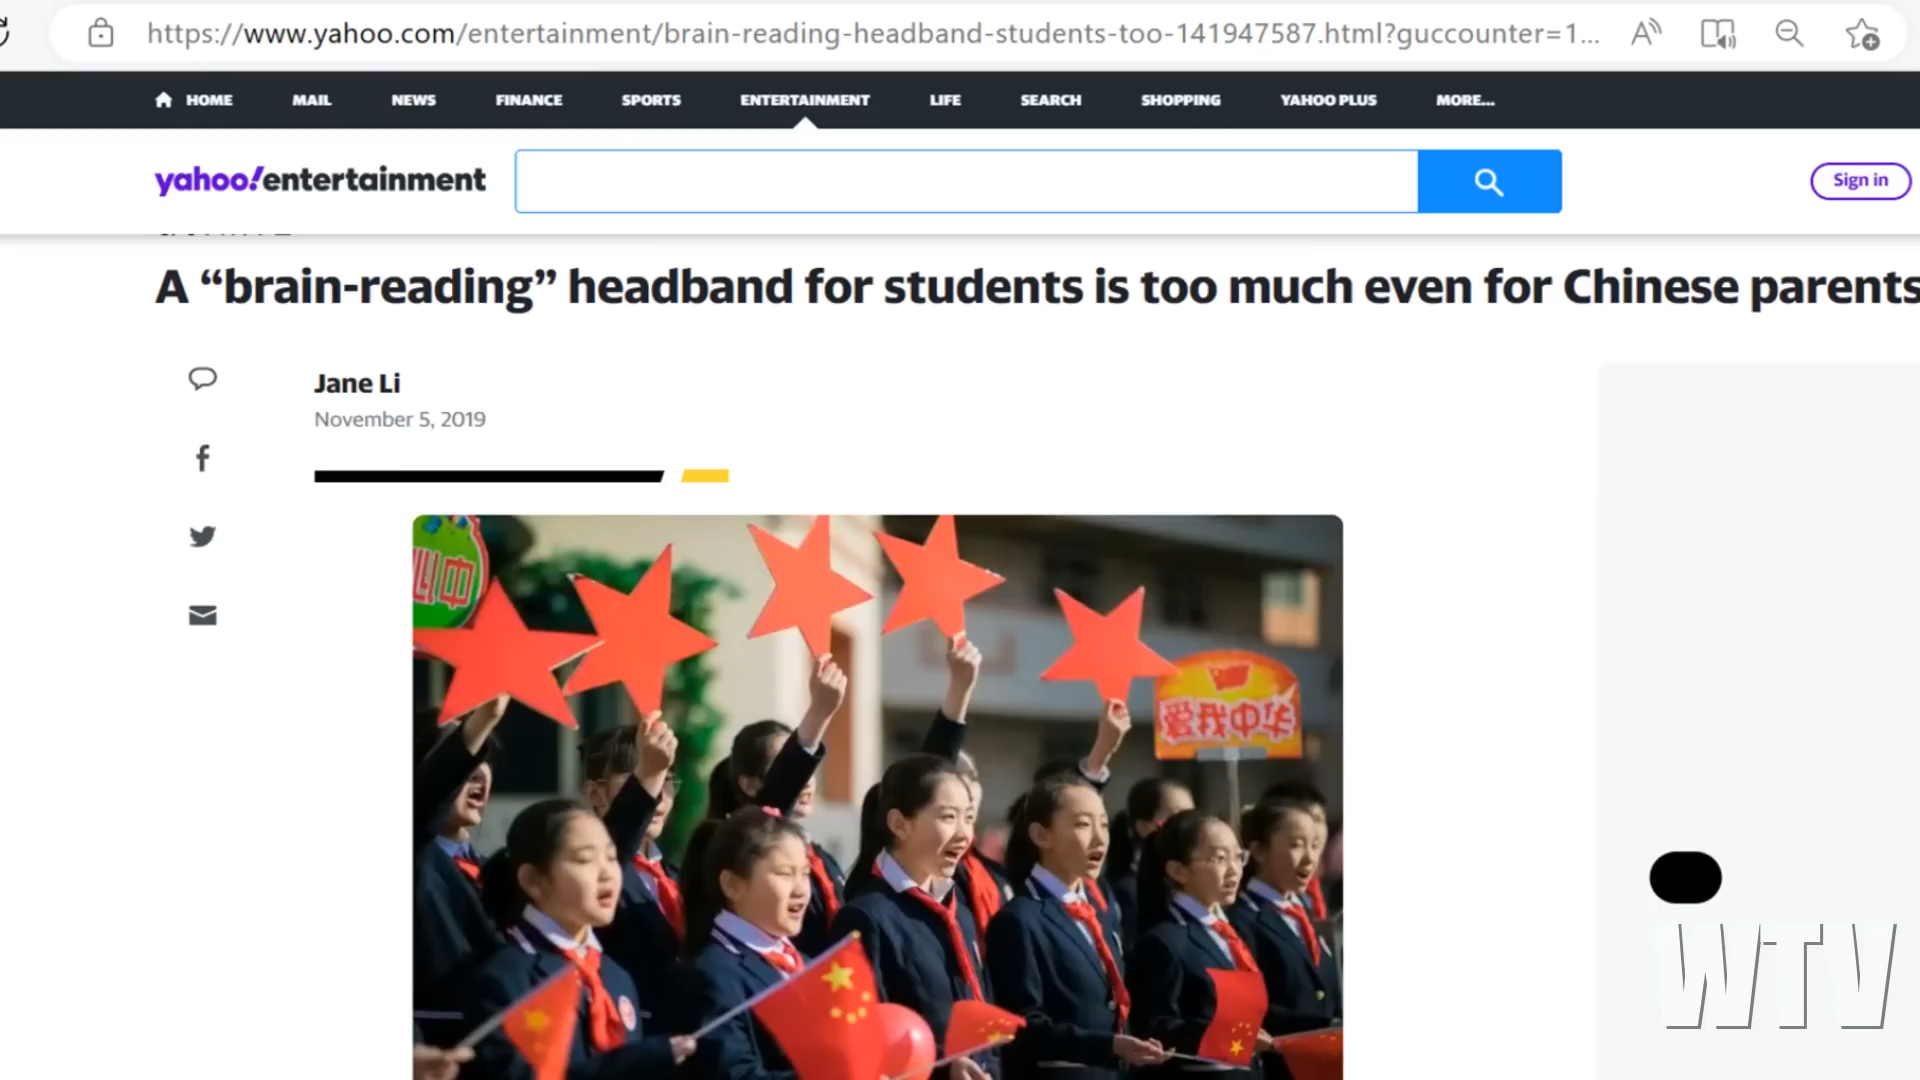 https://www.yahoo.com/entertainment/brain-reading-headband-students-too-141947587.html?guccounter=1...
HOME MAIL NEWS FINANCE SPORTS ENTERTAINMENT LIFE SEARCH SHOPPING YAHOO PLUS MORE...
yahoo!entertainment
Sign in
A “brain-reading” headband for students is too much even for Chinese parents
Jane Li
November 5, 2019
心中
爱我中华
WTV